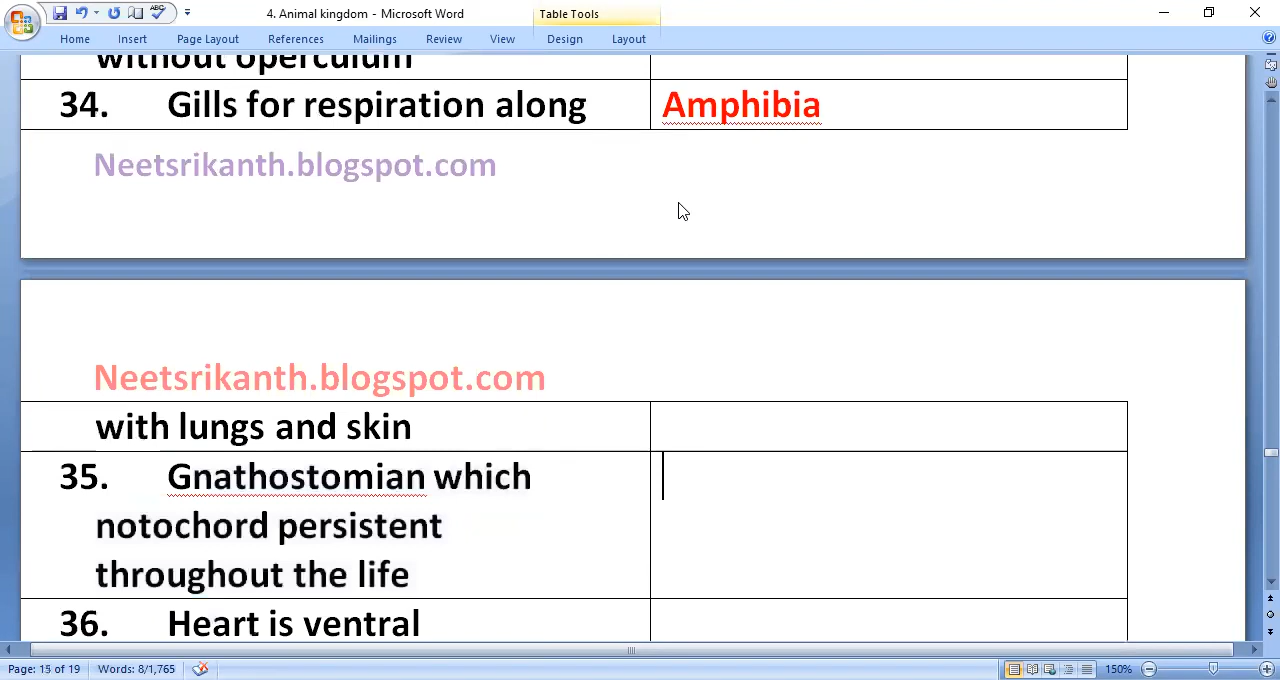 4. Animal kingdom - Microsoft Word
Table Tools
Home Insert Page Layout References Mailings Review View Design Layout
without operculum
34. Gills for respiration along Amphibia
Neetsrikanth.blogspot.com
Neetsrikanth.blogspot.com
with lungs and skin
35. Gnathostomian which
notochord persistent
throughout the life
36. Heart is ventral
Page: 15 of 19 Words: 8/1,765 150%